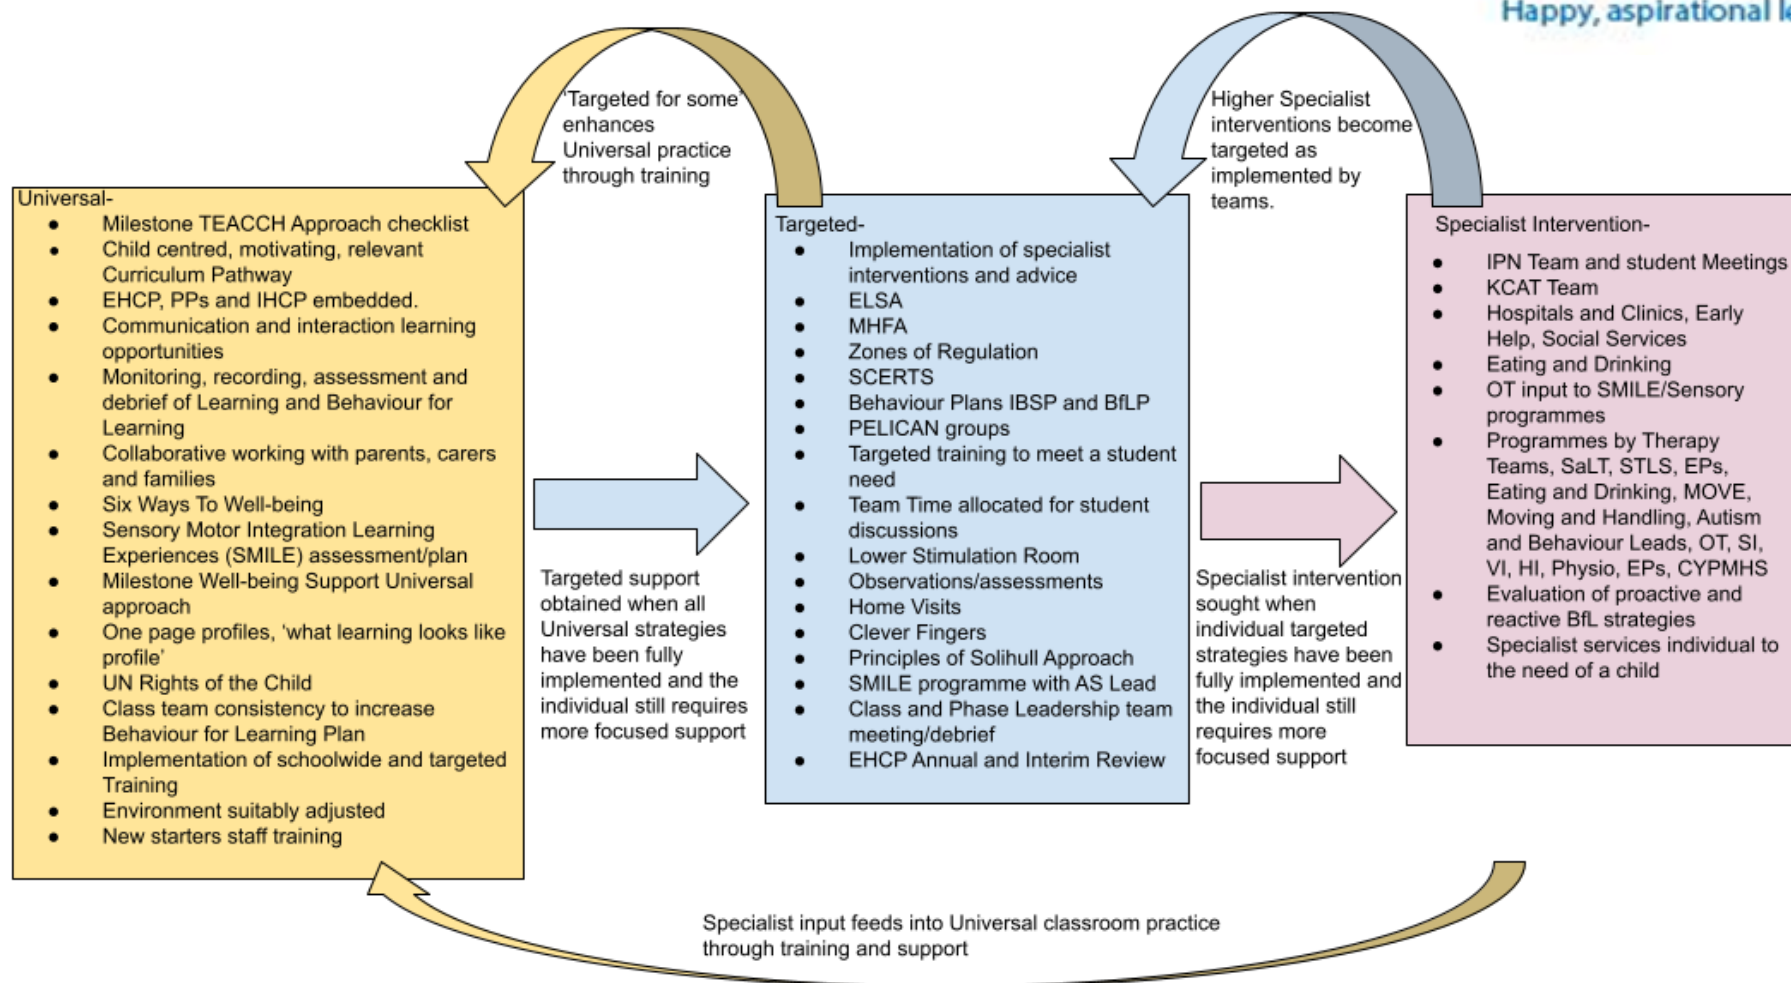 Happy, aspirational
'Targeted for some'
enhances
Universal practice
through training
Higher Specialist
interventions become
targeted as
implemented by
teams.
Universal-
● Milestone TEACCH Approach checklist
● Child centred, motivating, relevant
Curriculum Pathway
● EHCP, PPs and IHCP embedded.
● Communication and interaction learning
opportunities
● Monitoring, recording, assessment and
debrief of Learning and Behaviour for
Learning
● Collaborative working with parents, carers
and families
● Six Ways To Well-being
● Sensory Motor Integration Learning
Experiences (SMILE) assessment/plan
● Milestone Well-being Support Universal
approach
● One page profiles, 'what learning looks like
profile'
● UN Rights of the Child
● Class team consistency to increase
Behaviour for Learning Plan
● Implementation of schoolwide and targeted
Training
● Environment suitably adjusted
● New starters staff training
Targeted support
obtained when all
Universal strategies
have been fully
implemented and the
individual still requires
more focused support
Targeted-
● Implementation of specialist
interventions and advice
● ELSA
● MHFA
● Zones of Regulation
● SCERTS
● Behaviour Plans IBSP and BfLP
● PELICAN groups
● Targeted training to meet a student
need
● Team Time allocated for student
discussions
● Lower Stimulation Room
● Observations/assessments
● Home Visits
● Clever Fingers
● Principles of Solihull Approach
● SMILE programme with AS Lead
● Class and Phase Leadership team
meeting/debrief
● EHCP Annual and Interim Review
Specialist intervention
sought when
individual targeted
strategies have been
fully implemented and
the individual still
requires more
focused support
Specialist Intervention-
● IPN Team and student Meetings
● KCAT Team
● Hospitals and Clinics, Early
Help, Social Services
● Eating and Drinking
● OT input to SMILE/Sensory
programmes
● Programmes by Therapy
Teams, SaLT, STLS, EPs,
Eating and Drinking, MOVE,
Moving and Handling, Autism
and Behaviour Leads, OT, SI,
VI, HI, Physio, EPs, CYPMHS
● Evaluation of proactive and
reactive BfL strategies
● Specialist services individual to
the need of a child
Specialist input feeds into Universal classroom practice
through training and support